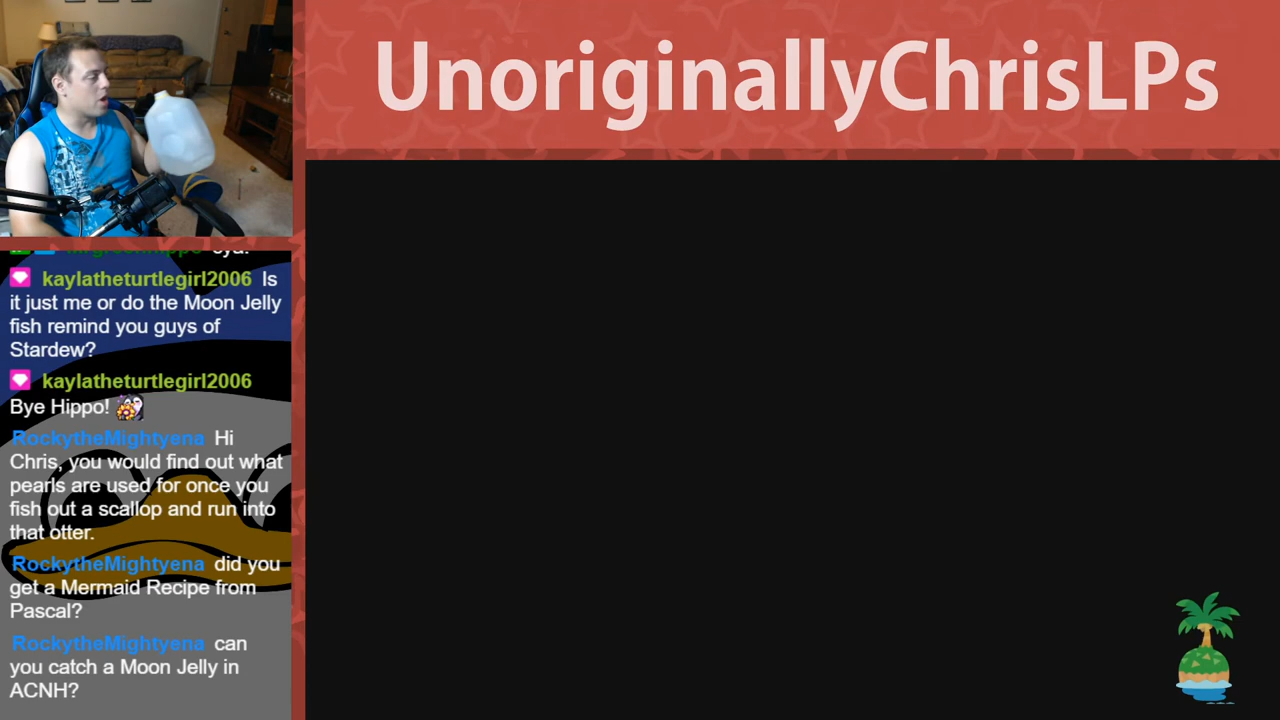 UnoriginallyChrisLPs
kaylatheturtlegirl2006 Is
it just me or do the Moon Jelly
fish remind you guys of
Stardew?
kaylatheturtlegirl2006
Bye Hippo!
RockytheMightyena Hi
Chris, you would find out what
pearls are used for once you
fish out a scallop and run into
that otter.
RockytheMightyena did you
get a Mermaid Recipe from
Pascal?
RockytheMightyena can
you catch a Moon Jelly in
ACNH?